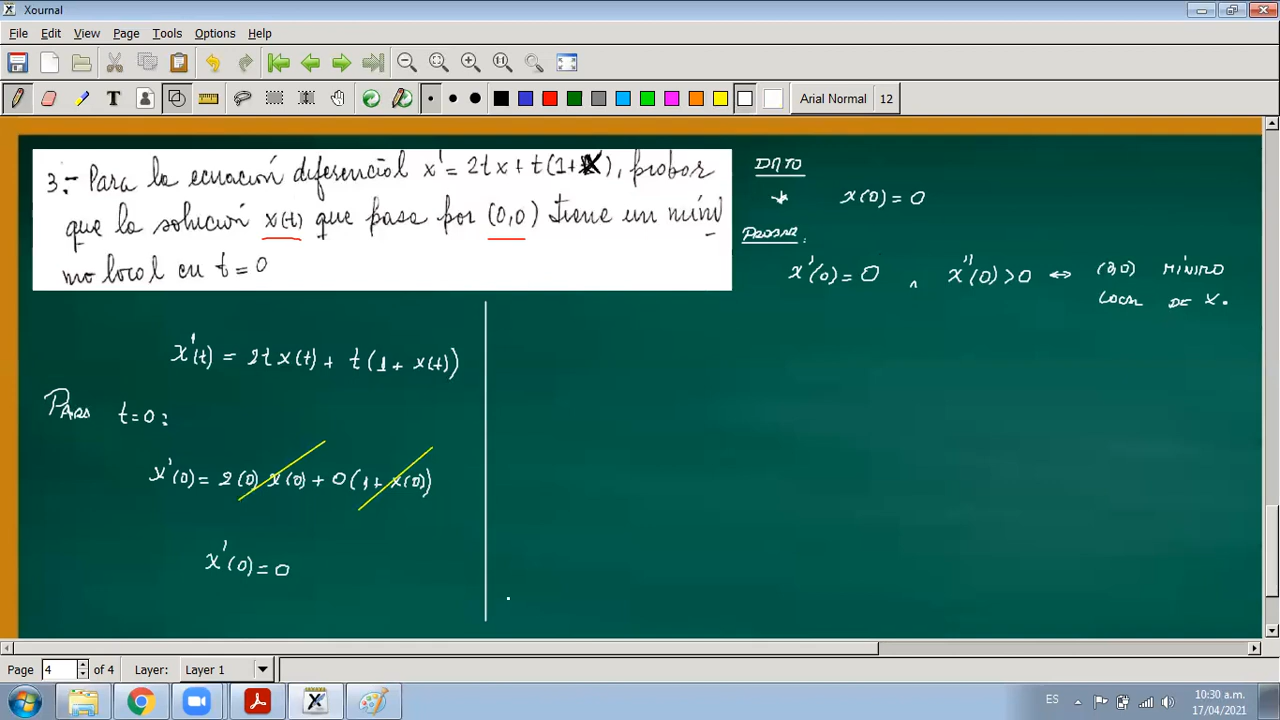 Xournal
File Edit View Page Tools Options Help
Arial Normal 12
3.- Para la ecuación diferencial x' = 2tx + t(1+x), probar
que la solución x(t) que pasa por (0,0) tiene un míni
mo local en t = 0
DATO
* x(0) = 0
PROBAR:
x'(0) = 0 ∧ x''(0) > 0 ↔ (0,0) MÍNIMO
LOCAL DE X.
x'(t) = 2t x(t) + t(1 + x(t))
PARA t=0:
x'(0) = 2(0) x(0) + 0(1 + x(0))
x'(0) = 0
Page 4 of 4 Layer: Layer 1
ES 10:30 a.m.
17/04/2021